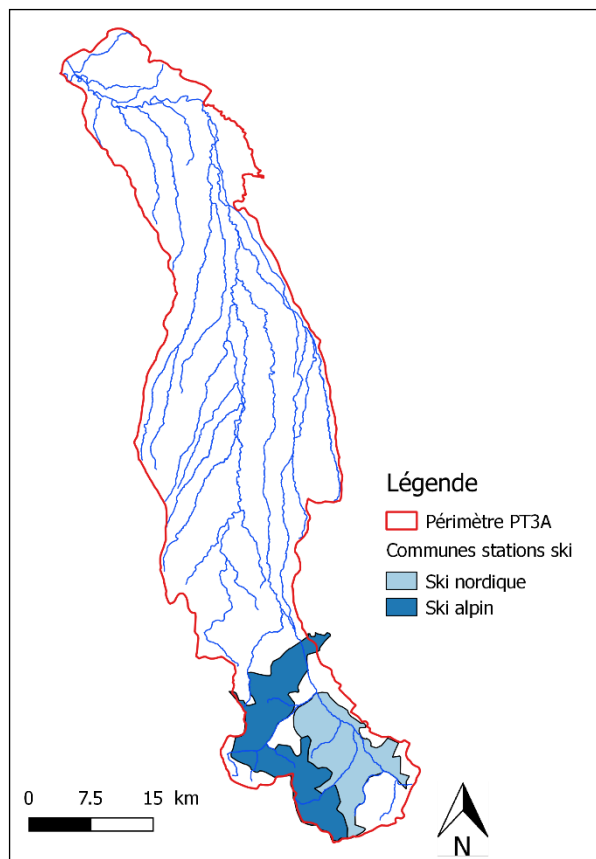 Légende
Périmètre PT3A
Communes stations ski
Ski nordique
Ski alpin
0 7.5 15 km
N